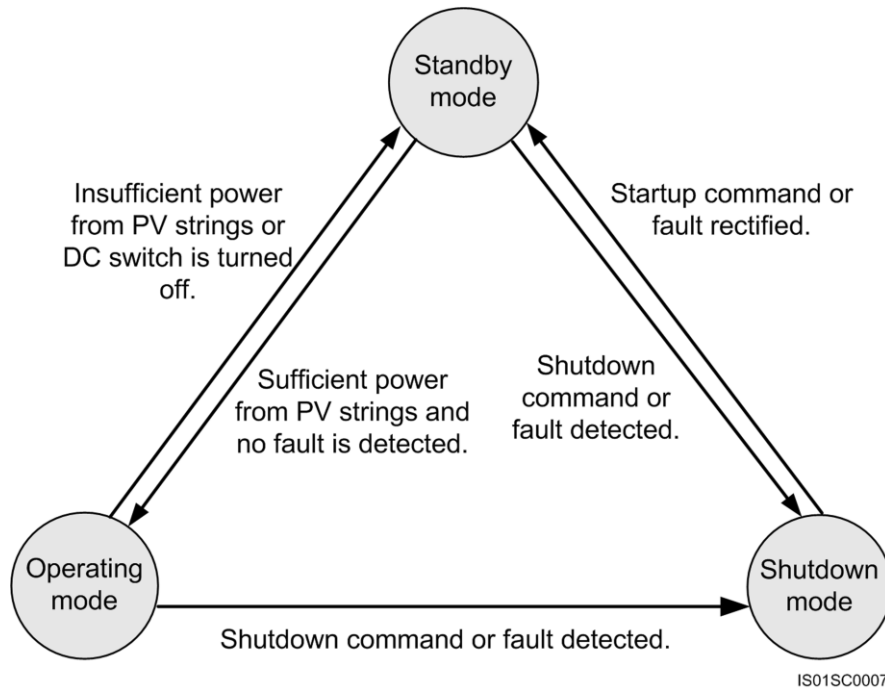 Standby
mode
Insufficient power
from PV strings or
DC switch is turned
off.
Startup command or
fault rectified.
Sufficient power
from PV strings and
no fault is detected.
Shutdown
command or
fault detected.
Operating
mode
Shutdown
mode
Shutdown command or fault detected.
IS01SC0007